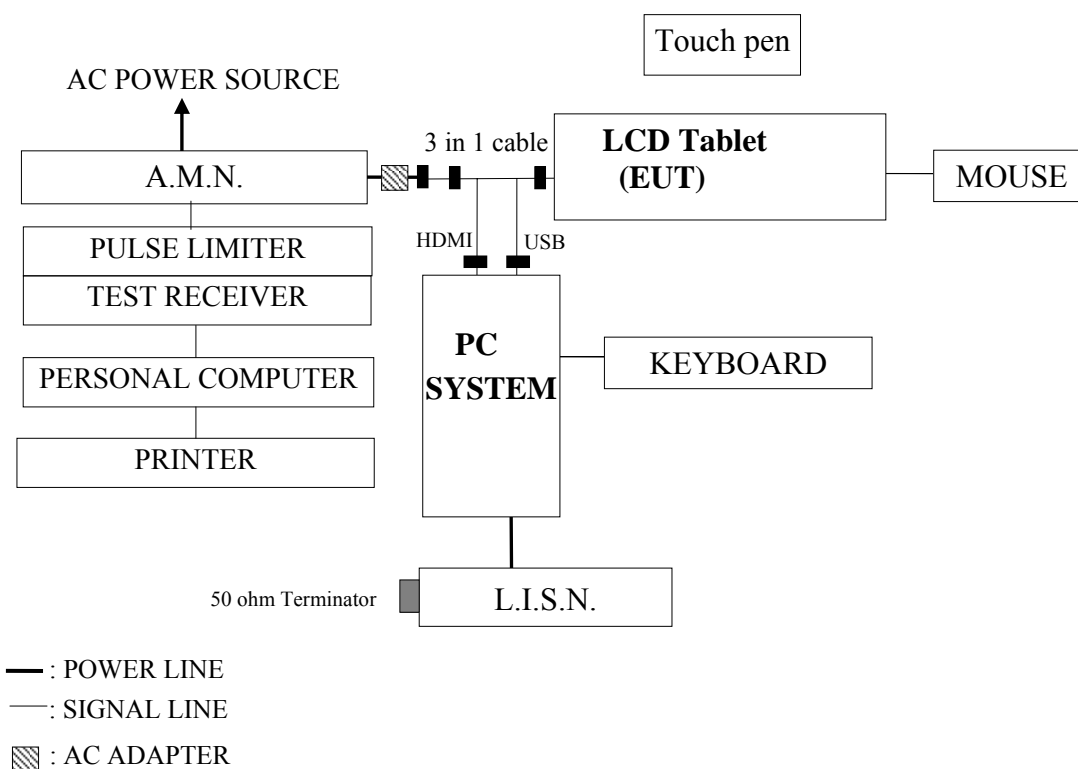 Touch pen
AC POWER SOURCE
3 in 1 cable
LCD Tablet
(EUT)
A.M.N.
MOUSE
HDMI
USB
PULSE LIMITER
TEST RECEIVER
PC
SYSTEM
KEYBOARD
PERSONAL COMPUTER
PRINTER
50 ohm Terminator
L.I.S.N.
: POWER LINE
: SIGNAL LINE
: AC ADAPTER